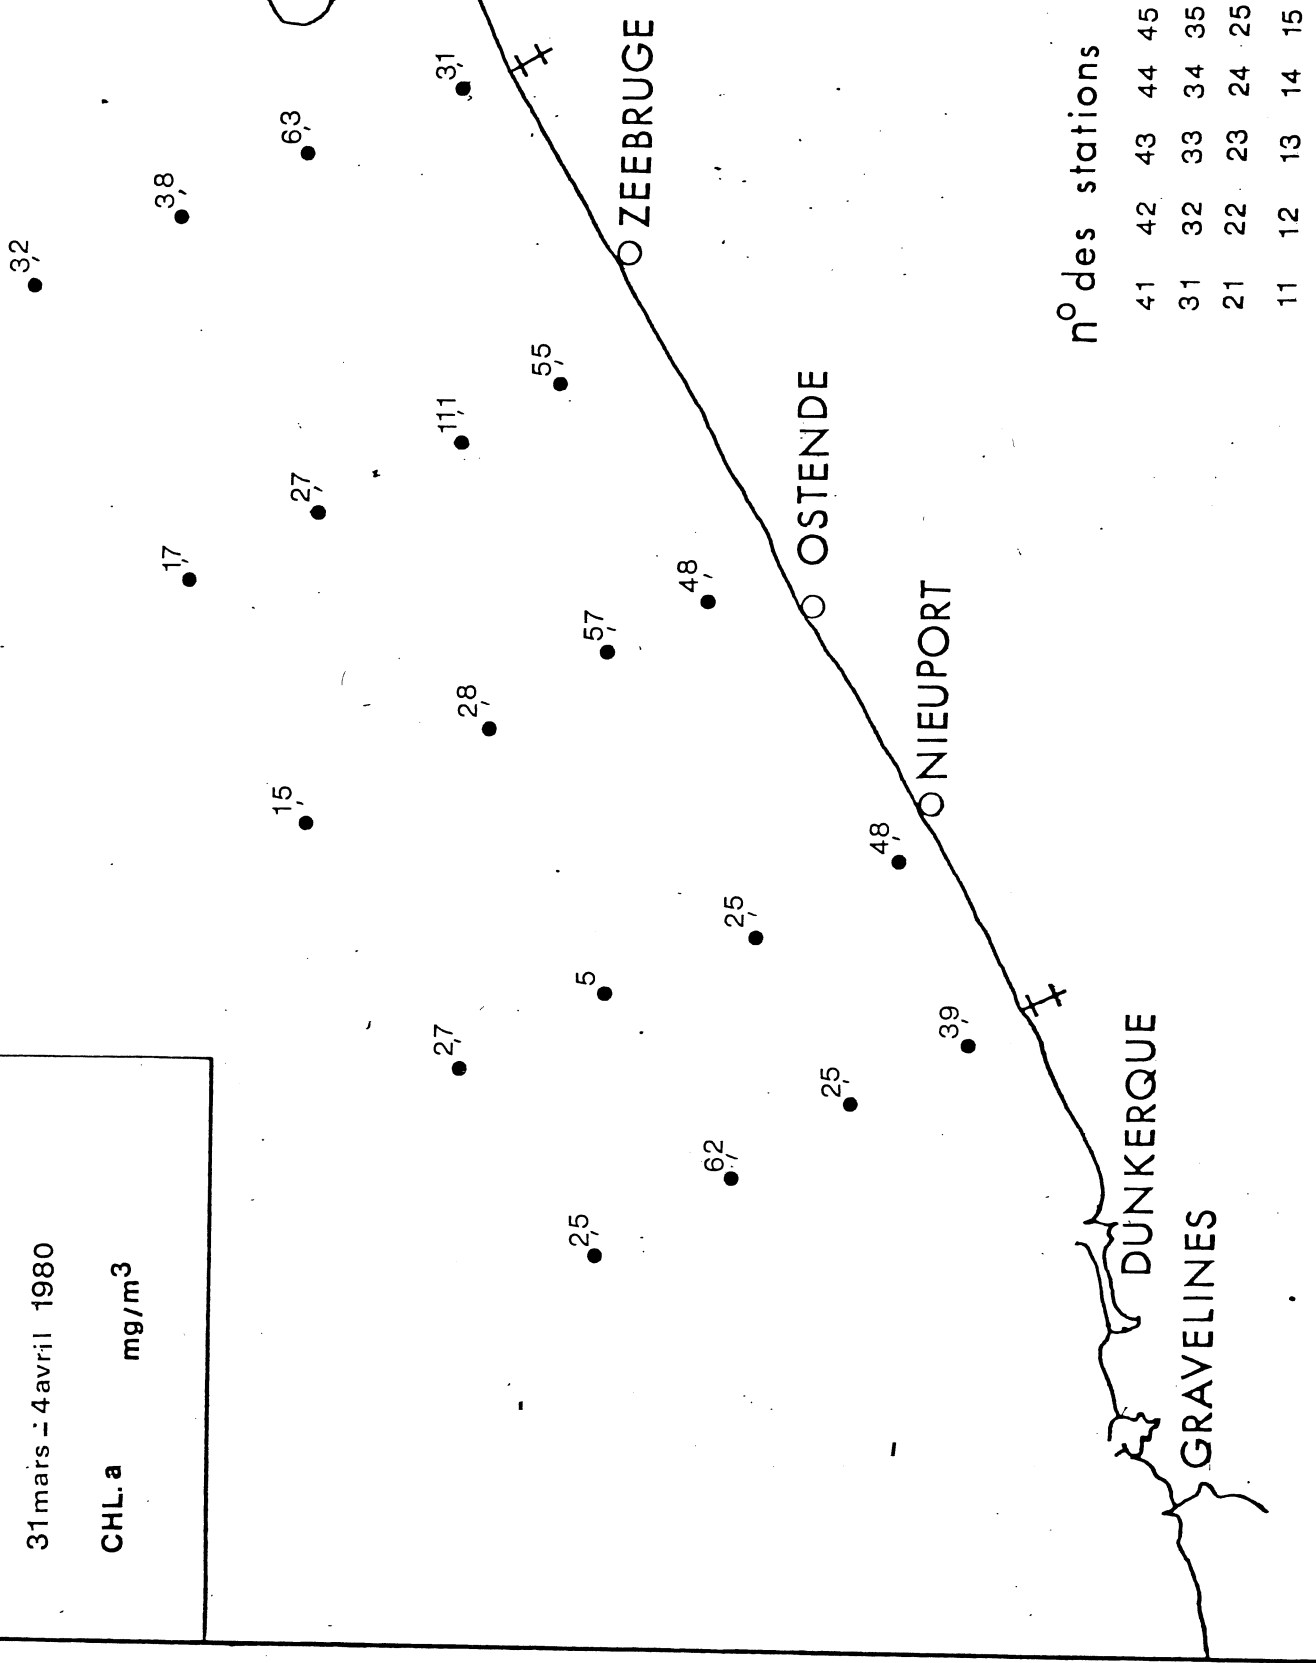 31 mars - 4 avril 1980
CHL.a mg/m3
3,2
3,8
1,7
1,5
6,3
2,7
2,7
11,1
3,1
2,8
5,5
2,5
5
5,7
ZEEBRUGE
4,8
6,2
2,5
OSTENDE
2,5
4,8
NIEUPORT
3,9
n° des stations
DUNKERQUE
41 42 43 44 45
31 32 33 34 35
GRAVELINES
21 22 23 24 25
11 12 13 14 15